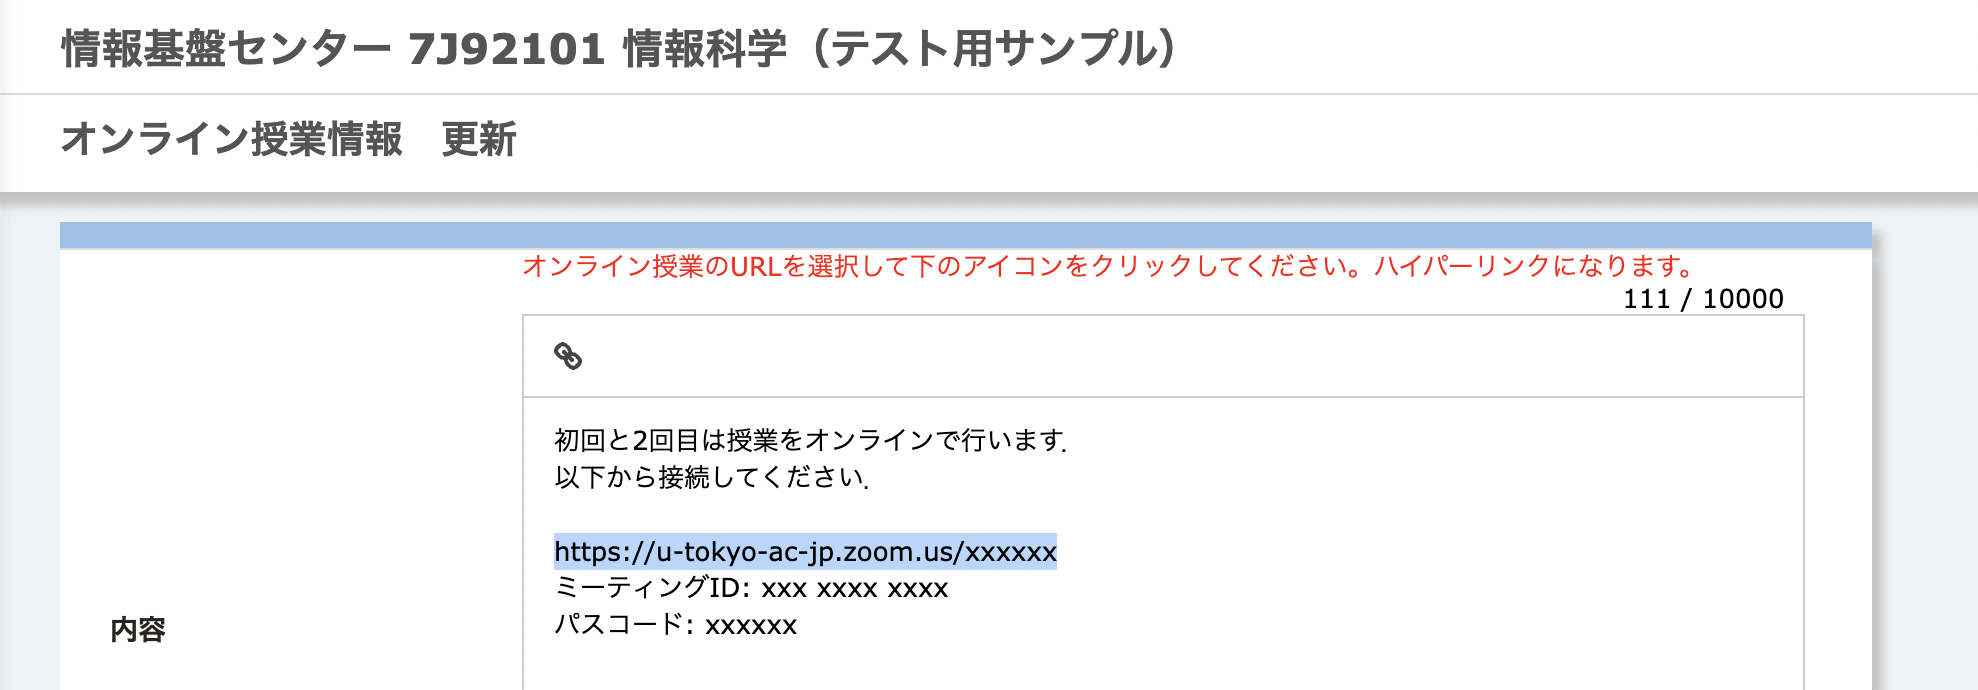 情報基盤センター 7J92101 情報科学（テスト用サンプル）
オンライン授業情報　更新
オンライン授業のURLを選択して下のアイコンをクリックしてください。ハイパーリンクになります。
111 / 10000
初回と2回目は授業をオンラインで行います．
以下から接続してください．
https://u-tokyo-ac-jp.zoom.us/xxxxxx
ミーティングID: xxx xxxx xxxx
パスコード: xxxxxx
内容